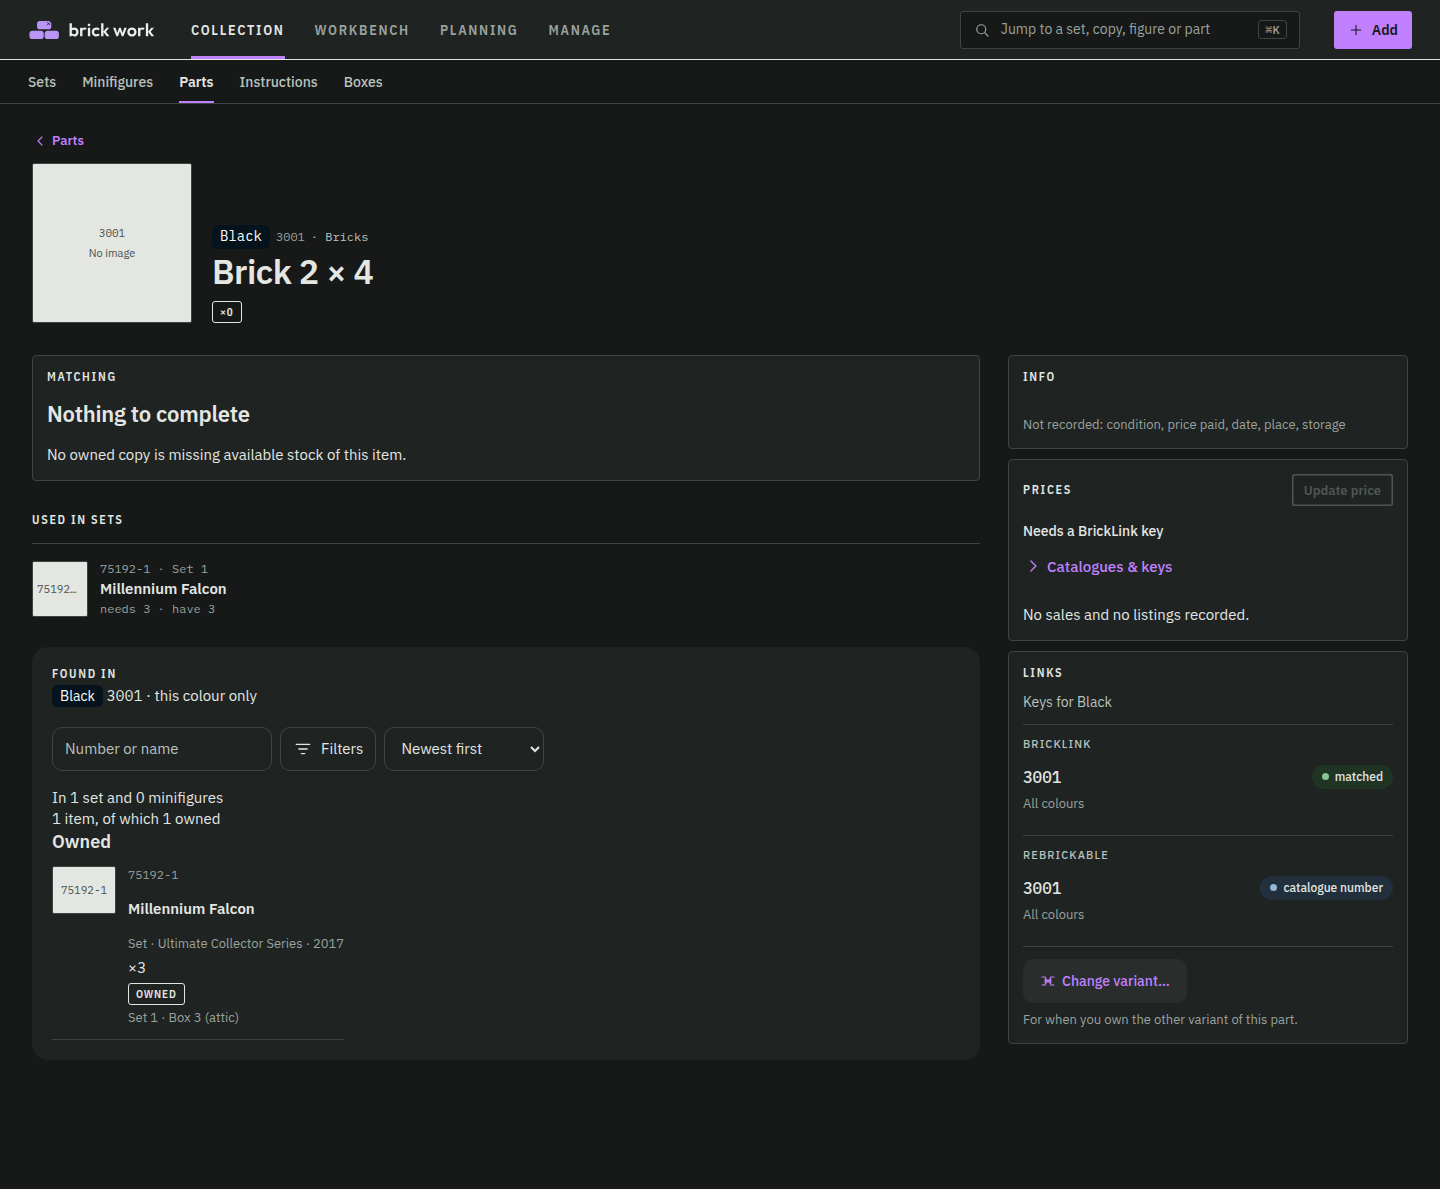 brick work
COLLECTION
WORKBENCH
PLANNING
MANAGE
Jump to a set, copy, figure or part
⌘K
+ Add
Sets
Minifigures
Parts
Instructions
Boxes
Parts
3001
No image
Black 3001 · Bricks
Brick 2 × 4
×0
MATCHING
Nothing to complete
No owned copy is missing available stock of this item.
USED IN SETS
75192…
75192-1 · Set 1
Millennium Falcon
needs 3 · have 3
FOUND IN
Black 3001 · this colour only
Number or name
Filters
Newest first
In 1 set and 0 minifigures
1 item, of which 1 owned
Owned
75192-1
75192-1
Millennium Falcon
Set · Ultimate Collector Series · 2017
×3
OWNED
Set 1 · Box 3 (attic)
INFO
Not recorded: condition, price paid, date, place, storage
PRICES
Update price
Needs a BrickLink key
Catalogues & keys
No sales and no listings recorded.
LINKS
Keys for Black
BRICKLINK
3001
matched
All colours
REBRICKABLE
3001
catalogue number
All colours
Change variant…
For when you own the other variant of this part.